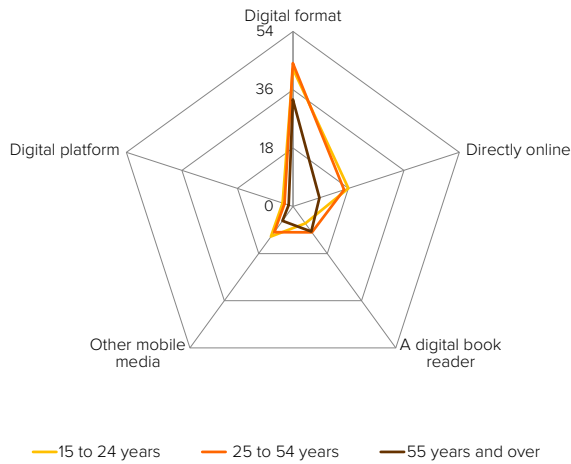 Digital format
54
36
Digital platform
18
Directly online
0
Other mobile
media
A digital book
reader
15 to 24 years
25 to 54 years
55 years and over